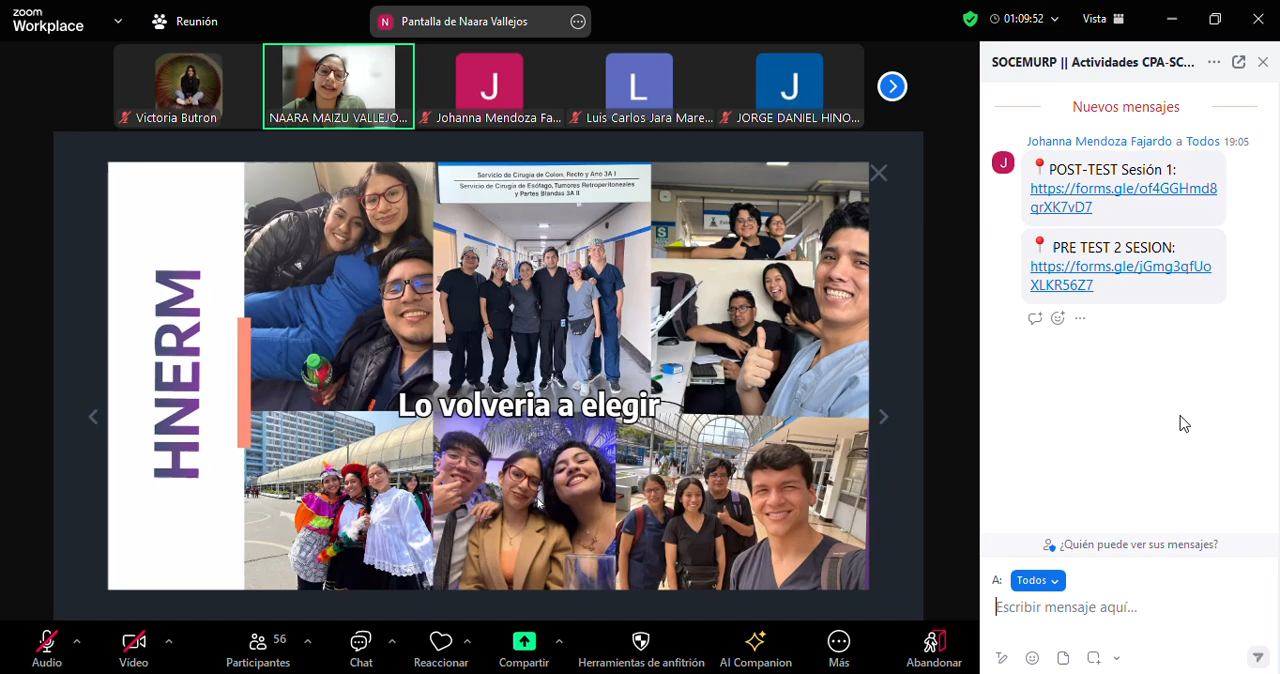 zoom
Workplace
Reunión
N Pantalla de Naara Vallejos
01:09:52
Vista
Victoria Butron
NAARA MAIZU VALLEJO...
J
Johanna Mendoza Fa...
L
Luis Carlos Jara Mare...
J
JORGE DANIEL HINO...
HNERM
Servicio de Cirugía de Colon, Recto y Ano 3A I
Servicio de Cirugía de Esófago, Tumores Retroperitoneales
y Partes Blandas 3A II
Lo volveria a elegir
SOCEMURP || Actividades CPA-SC...
Nuevos mensajes
Johanna Mendoza Fajardo a Todos 19:05
J
📍POST-TEST Sesión 1:
https://forms.gle/of4GGHmd8
qrXK7vD7
📍 PRE TEST 2 SESION:
https://forms.gle/jGmg3qfUo
XLKR56Z7
¿Quién puede ver sus mensajes?
A: Todos
Escribir mensaje aquí...
Audio
Vídeo
56
Participantes
Chat
Reaccionar
Compartir
Herramientas de anfitrión
AI Companion
Más
Abandonar